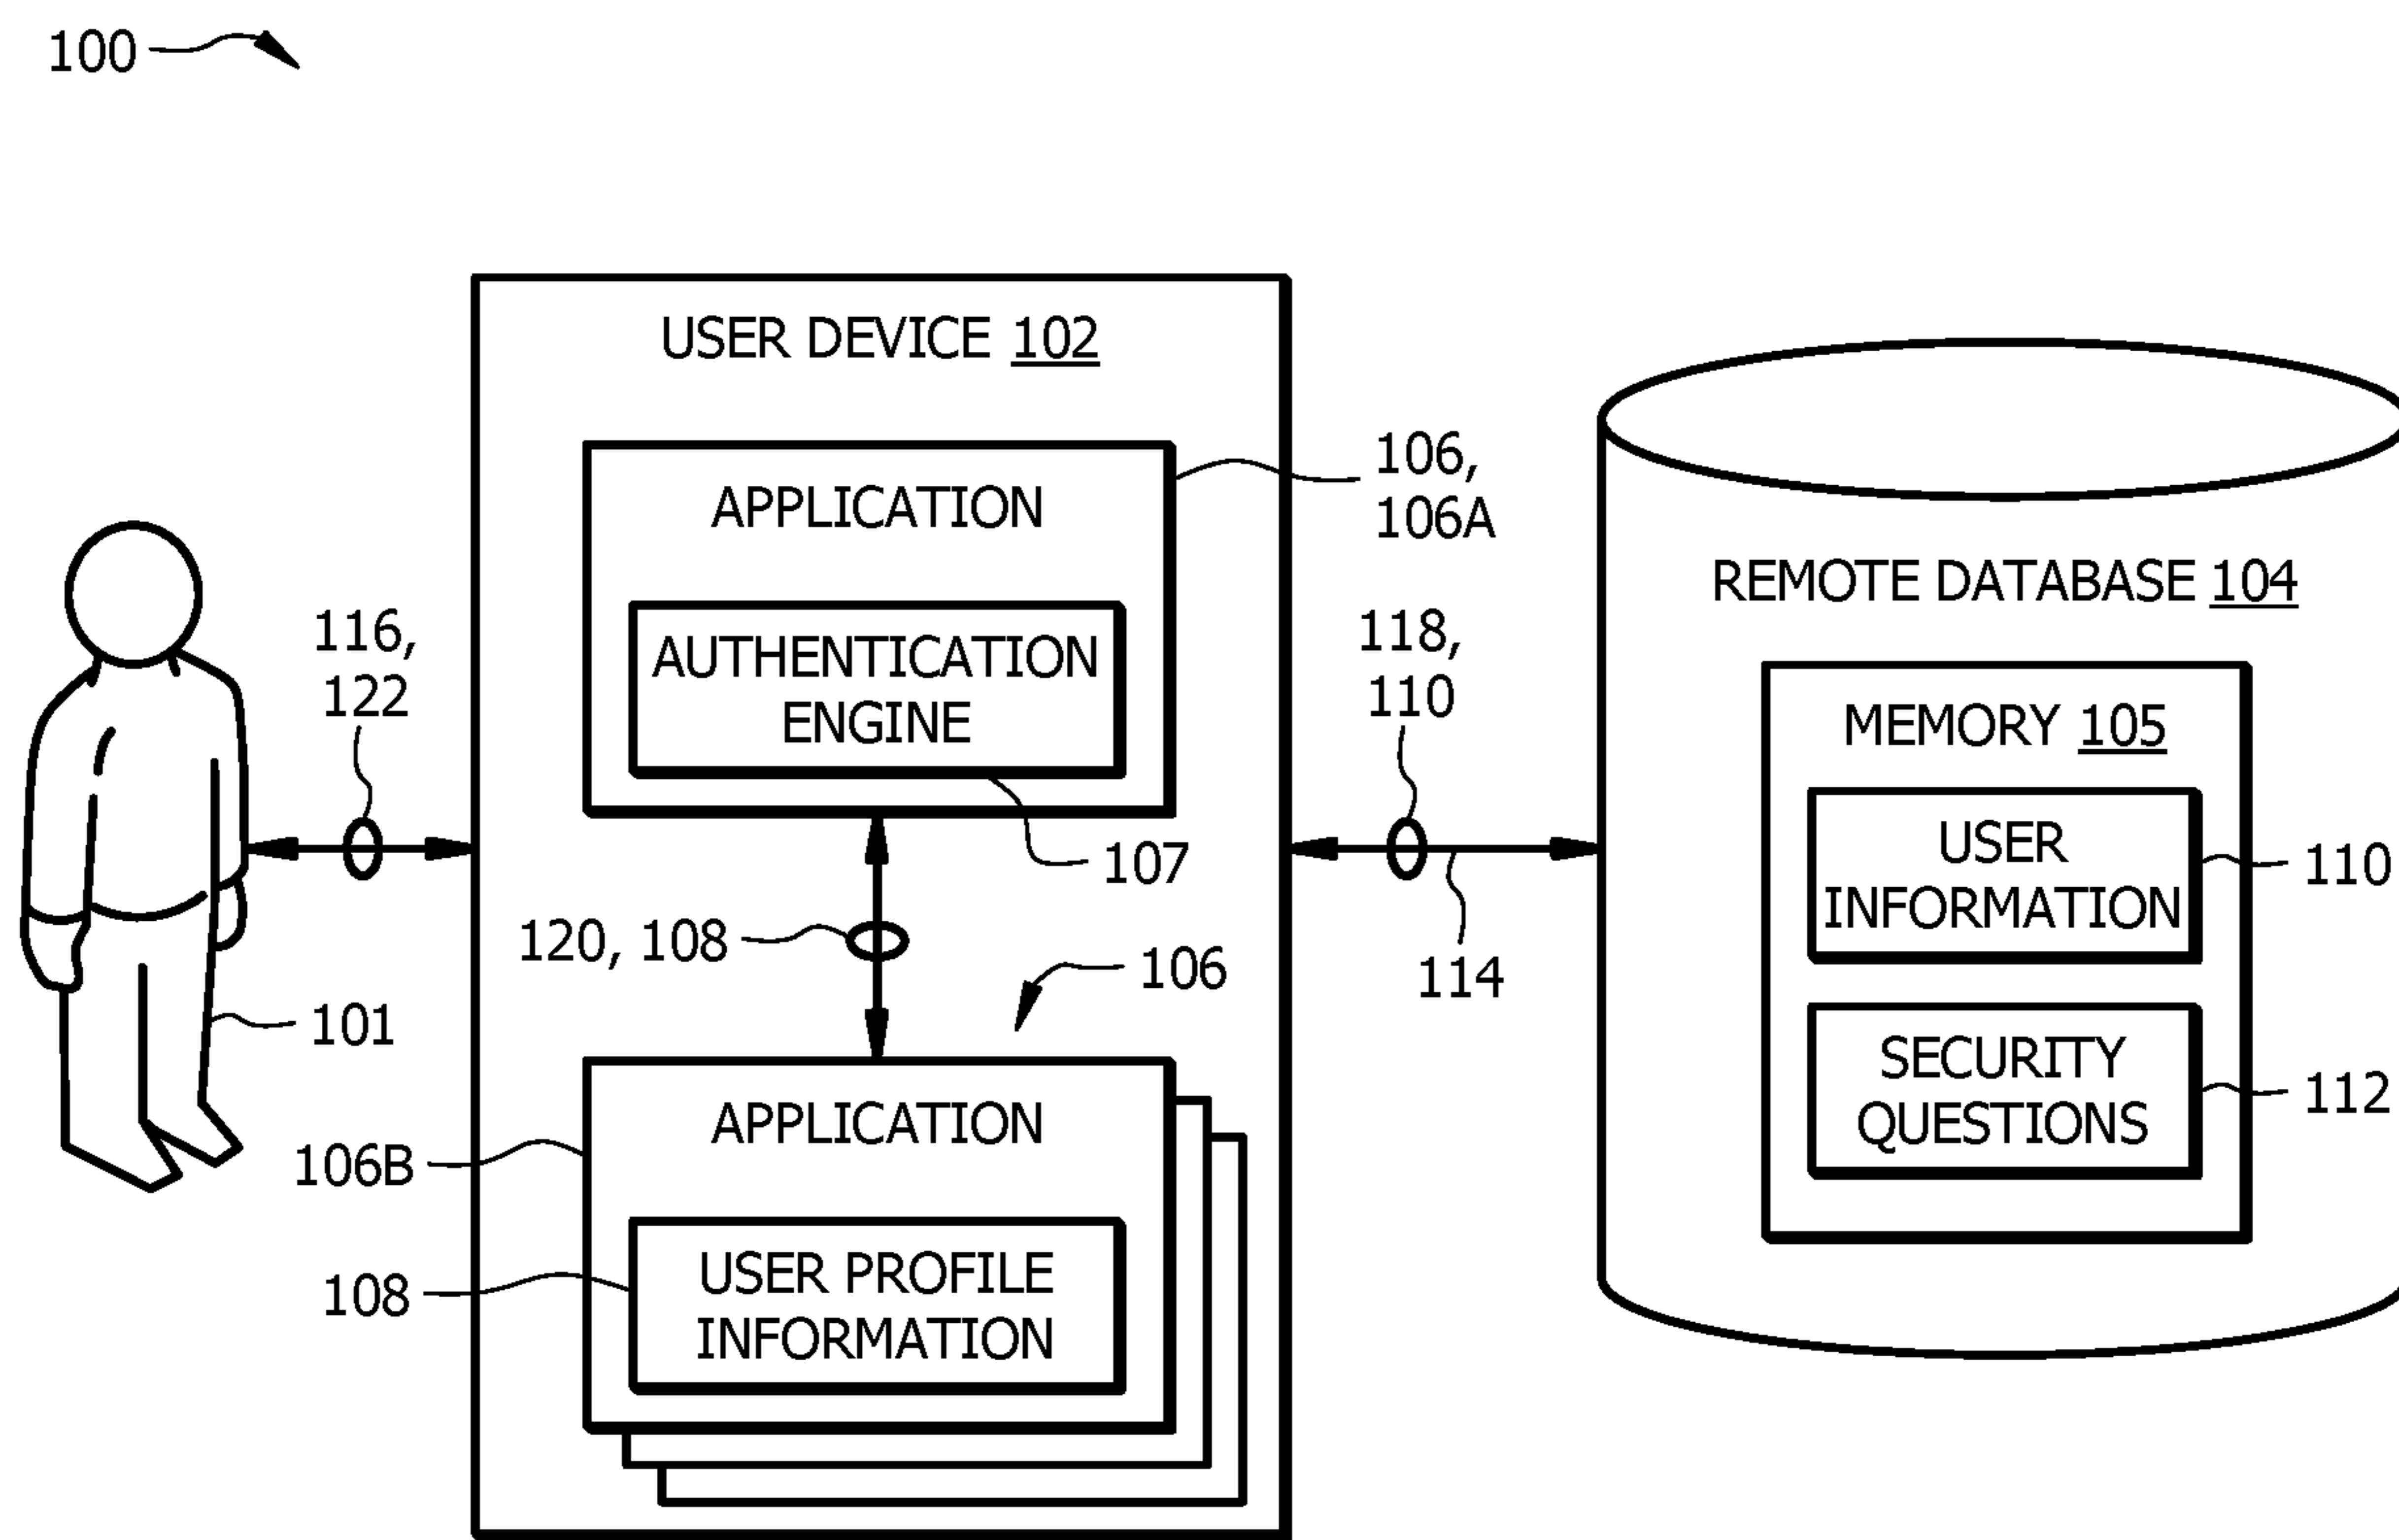 100
USER DEVICE 102
APPLICATION
106,
106A
AUTHENTICATION
ENGINE
107
116,
122
101
120, 108
106
APPLICATION
106B
USER PROFILE
INFORMATION
108
118,
110
114
REMOTE DATABASE 104
MEMORY 105
USER
INFORMATION
110
SECURITY
QUESTIONS
112